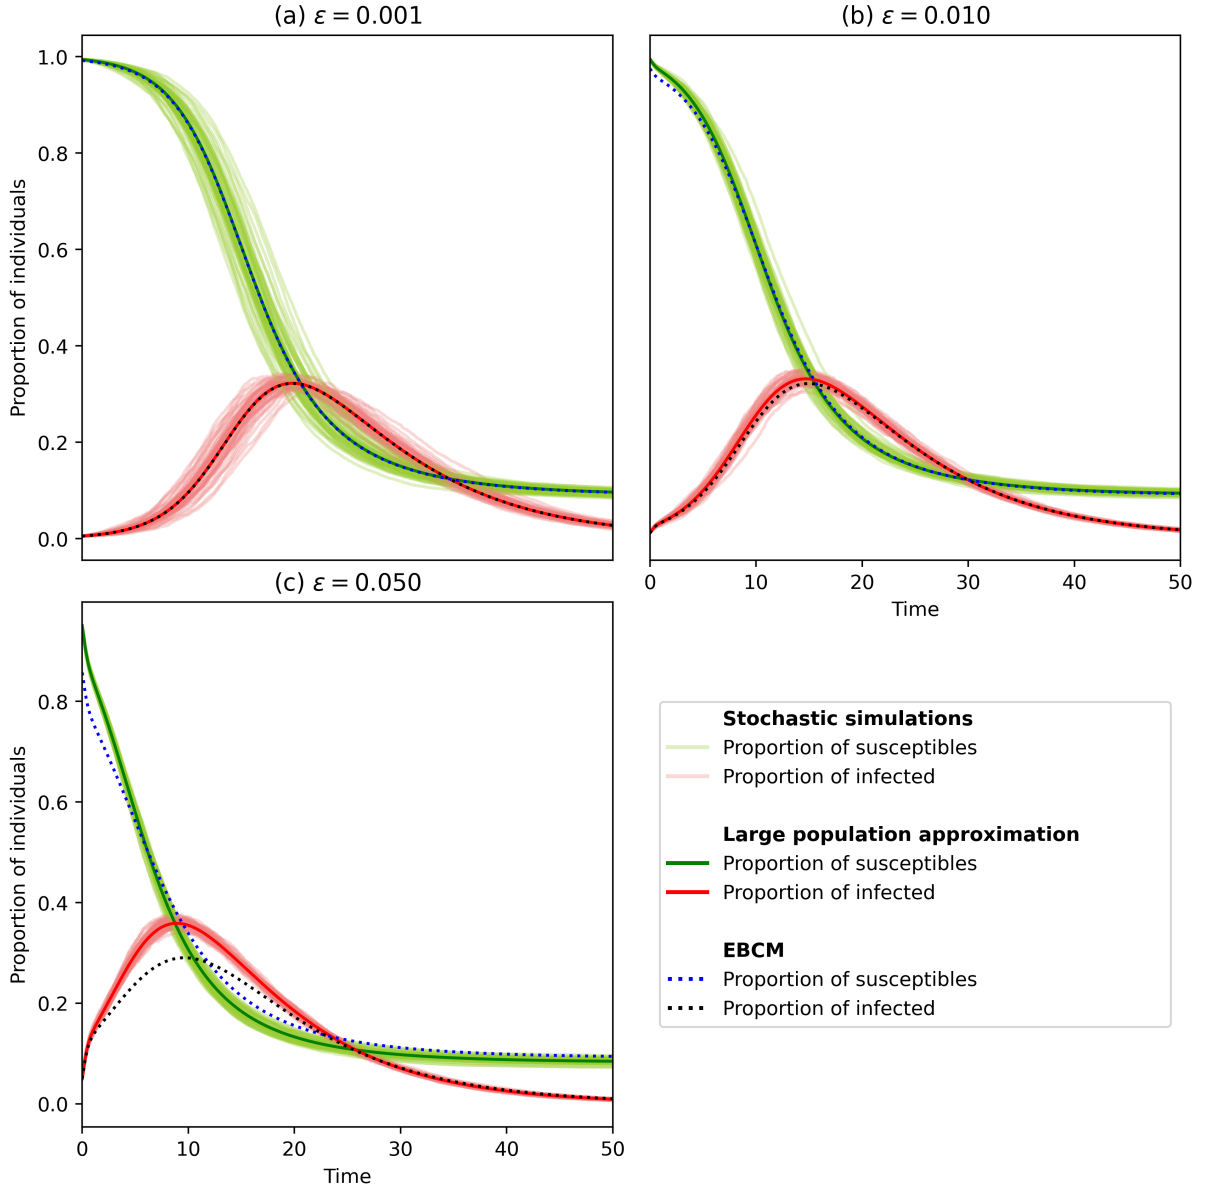 (a) ε = 0.001
(b) ε = 0.010
1.0
0.8
0.6
0.4
0.2
0.0
Proportion of individuals
0 10 20 30 40 50
Time
(c) ε = 0.050
0.8
0.6
0.4
0.2
0.0
Proportion of individuals
0 10 20 30 40 50
Time
Stochastic simulations
Proportion of susceptibles
Proportion of infected
Large population approximation
Proportion of susceptibles
Proportion of infected
EBCM
Proportion of susceptibles
Proportion of infected